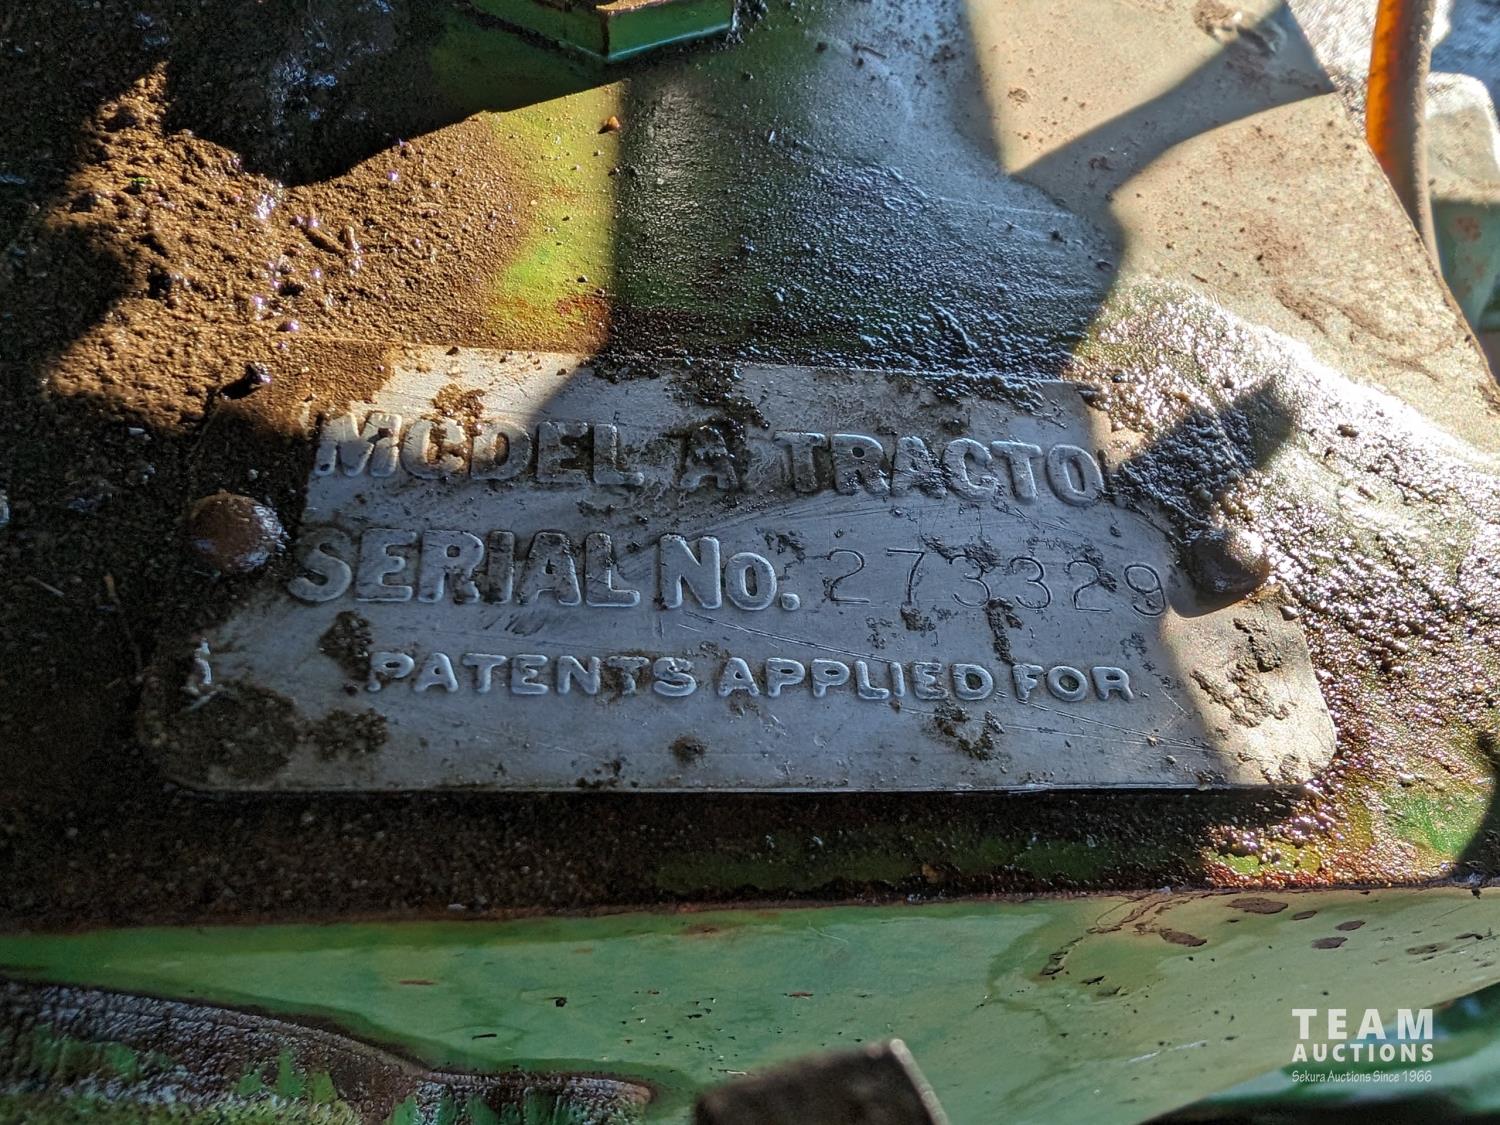 MODEL A TRACTO
SERIAL No. 273329
PATENTS APPLIED FOR
TEAM
AUCTIONS
Sekura Auctions Since 1966